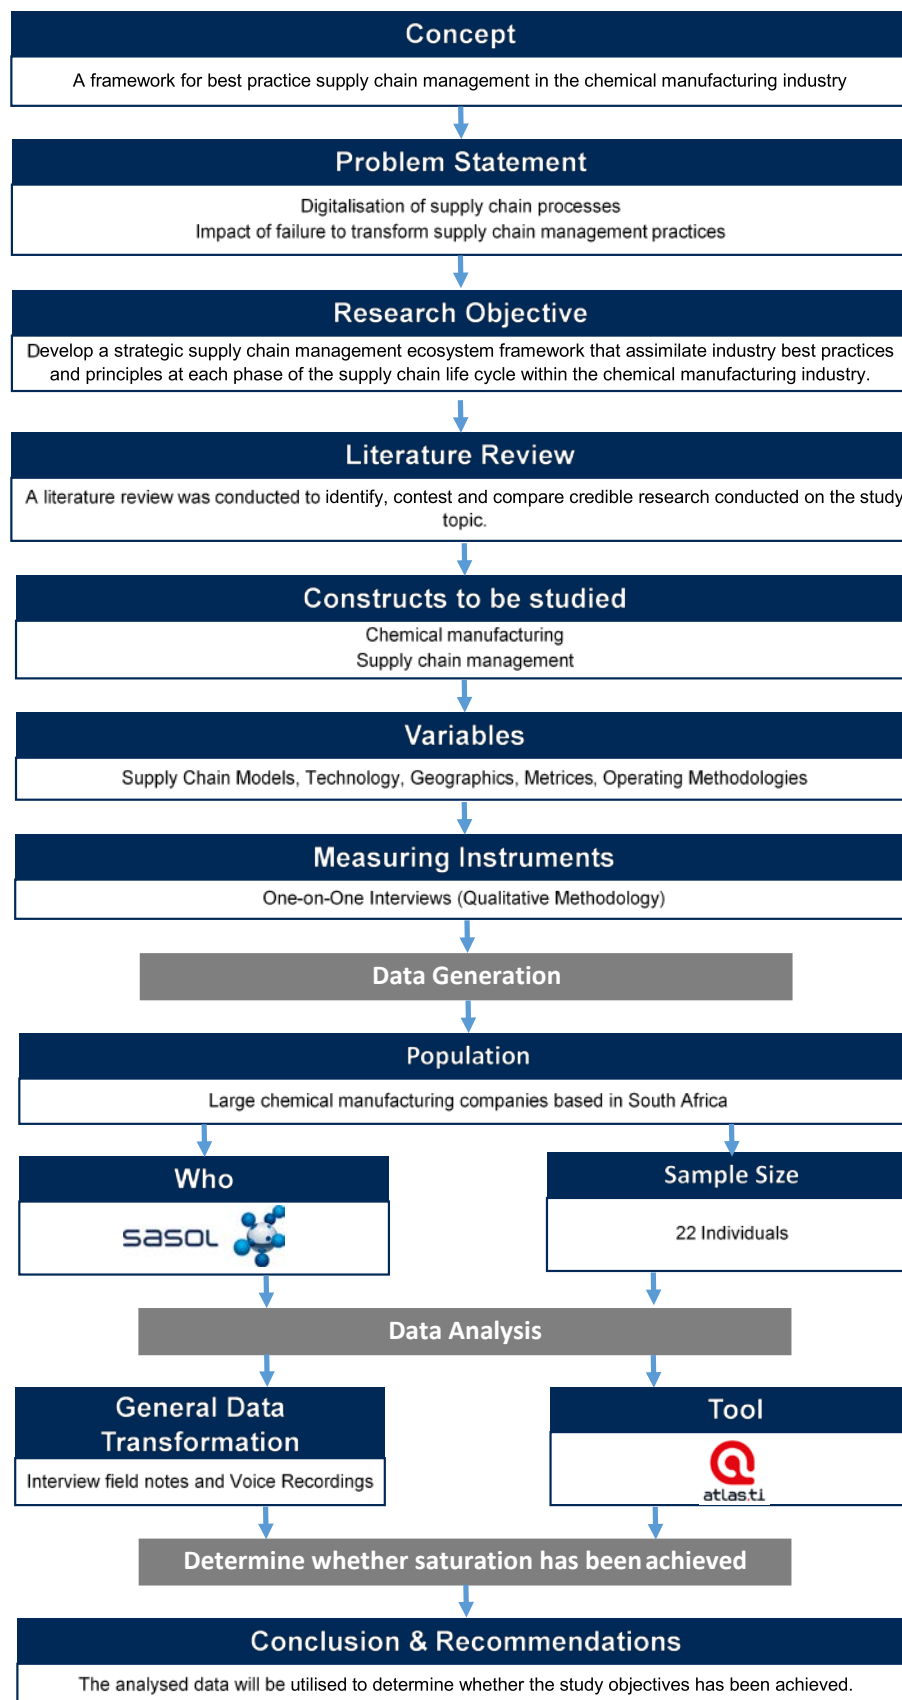 Concept
A framework for best practice supply chain management in the chemical manufacturing industry
Problem Statement
Digitalisation of supply chain processes
Impact of failure to transform supply chain management practices
Research Objective
Develop a strategic supply chain management ecosystem framework that assimilate industry best practices
and principles at each phase of the supply chain life cycle within the chemical manufacturing industry.
Literature Review
A literature review was conducted to identify, contest and compare credible research conducted on the study
topic.
Constructs to be studied
Chemical manufacturing
Supply chain management
Variables
Supply Chain Models, Technology, Geographics, Metrices, Operating Methodologies
Measuring Instruments
One-on-One Interviews (Qualitative Methodology)
Data Generation
Population
Large chemical manufacturing companies based in South Africa
Who
sasol
Sample Size
22 Individuals
Data Analysis
General Data
Transformation
Interview field notes and Voice Recordings
Tool
atlas.ti
Determine whether saturation has been achieved
Conclusion & Recommendations
The analysed data will be utilised to determine whether the study objectives has been achieved.